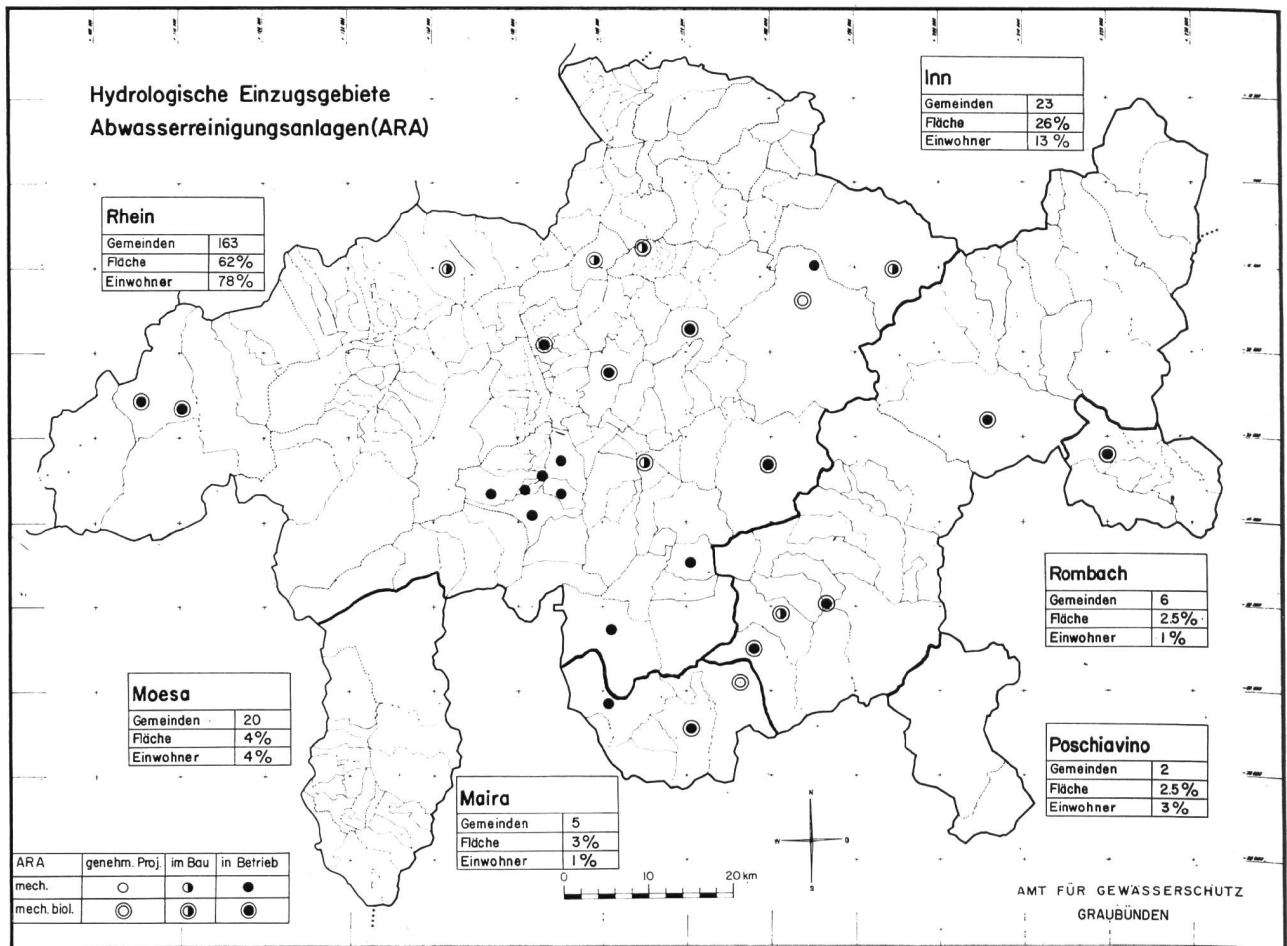 Hydrologische Einzugsgebiete
Abwasserreinigungsanlagen (ARA)
Inn
Gemeinden 23
Fläche 26%
Einwohner 13%
Rhein
Gemeinden 163
Fläche 62%
Einwohner 78%
Rombach
Gemeinden 6
Fläche 2.5%
Einwohner 1%
Moesa
Gemeinden 20
Fläche 4%
Einwohner 4%
Maira
Gemeinden 5
Fläche 3%
Einwohner 1%
Poschiavino
Gemeinden 2
Fläche 2.5%
Einwohner 3%
N
W O
S
0 10 20 km
ARA genehm. Proj. im Bau in Betrieb
mech.
mech. biol.
AMT FÜR GEWÄSSERSCHUTZ
GRAUBÜNDEN